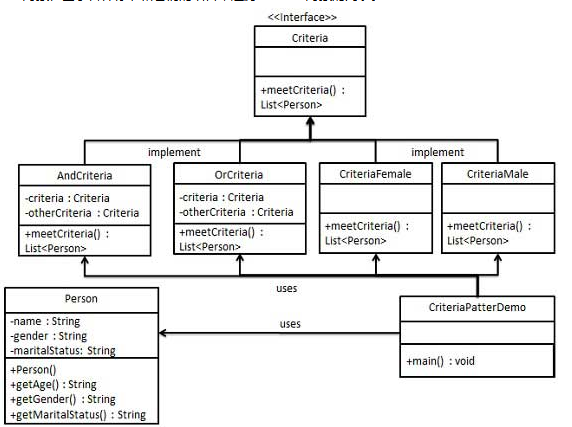 <<Interface>>
Criteria
+meetCriteria() :
List<Person>
implement
implement
AndCriteria
-criteria : Criteria
-otherCriteria : Criteria
+meetCriteria() :
List<Person>
OrCriteria
-criteria : Criteria
-otherCriteria : Criteria
+meetCriteria() :
List<Person>
CriteriaFemale
+meetCriteria() :
List<Person>
CriteriaMale
+meetCriteria() :
List<Person>
uses
Person
-name : String
-gender : String
-maritalStatus: String
+Person()
+getAge() : String
+getGender() : String
+getMaritalStatus() : String
uses
CriteriaPatterDemo
+main() : void